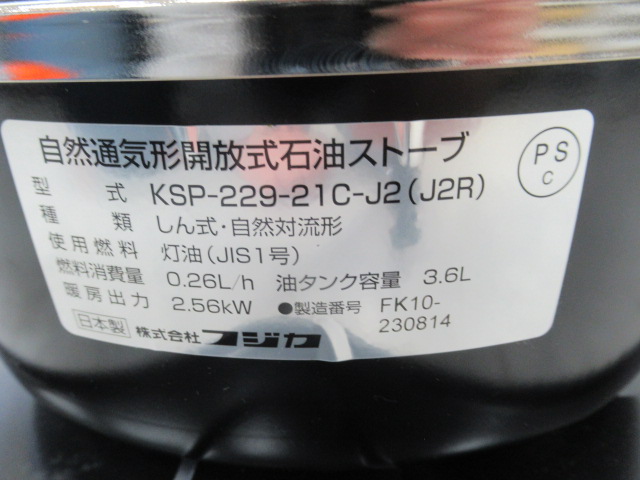 自然通気形開放式石油ストーブ
PS
C
型式 KSP-229-21C-J2(J2R)
種類 しん式・自然対流形
使用燃料 灯油(JIS1号)
燃料消費量 0.26L/h 油タンク容量 3.6L
暖房出力 2.56kW ●製造番号 FK10-
230814
日本製 株式会社フジカ